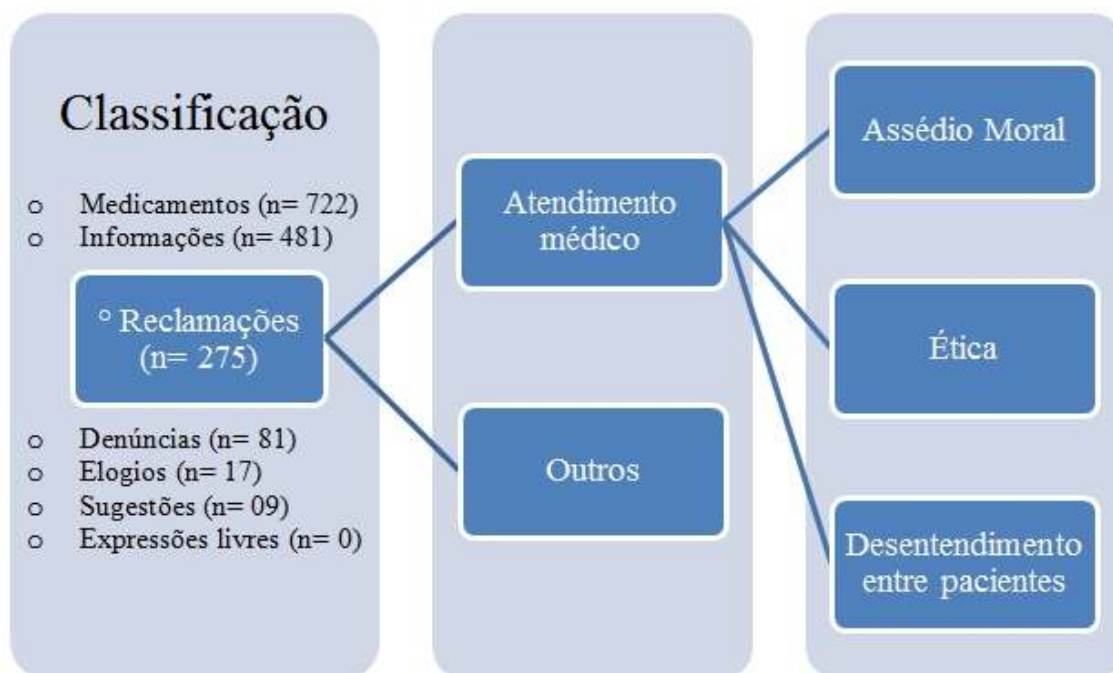 Classificação
o Medicamentos (n= 722)
o Informações (n= 481)
° Reclamações
(n= 275)
o Denúncias (n= 81)
o Elogios (n= 17)
o Sugestões (n= 09)
o Expressões livres (n= 0)
Atendimento
médico
Outros
Assédio Moral
Ética
Desentendimento
entre pacientes